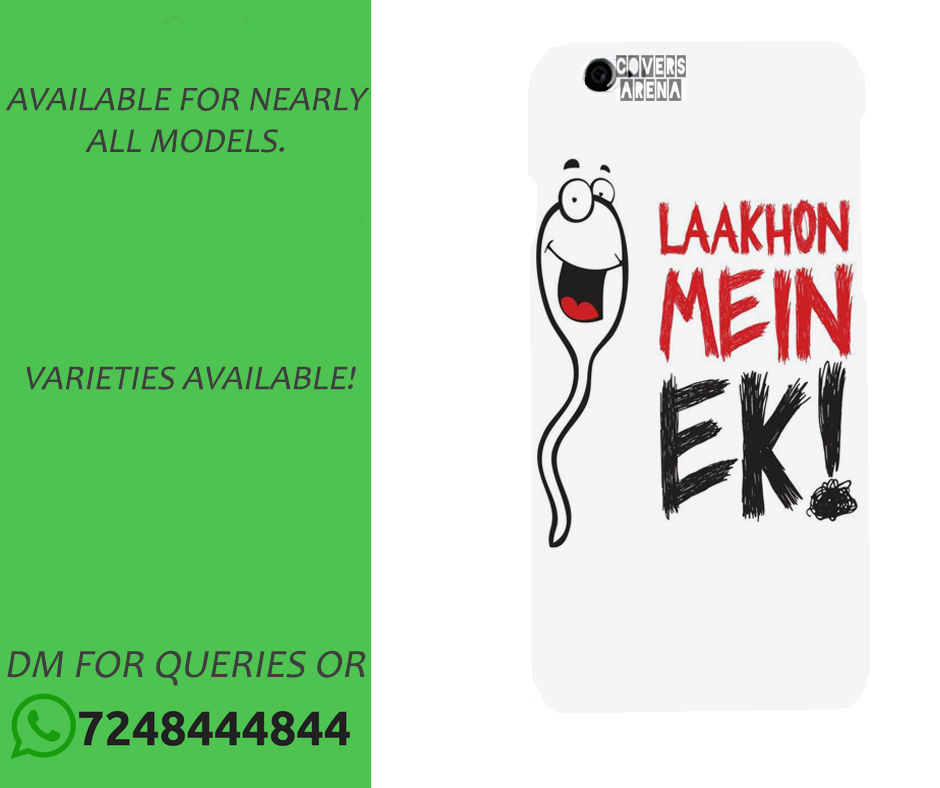 AVAILABLE FOR NEARLY
ALL MODELS.
VARIETIES AVAILABLE!
DM FOR QUERIES OR
7248444844
COVERS
ARENA
LAAKHON
MEIN
EK!